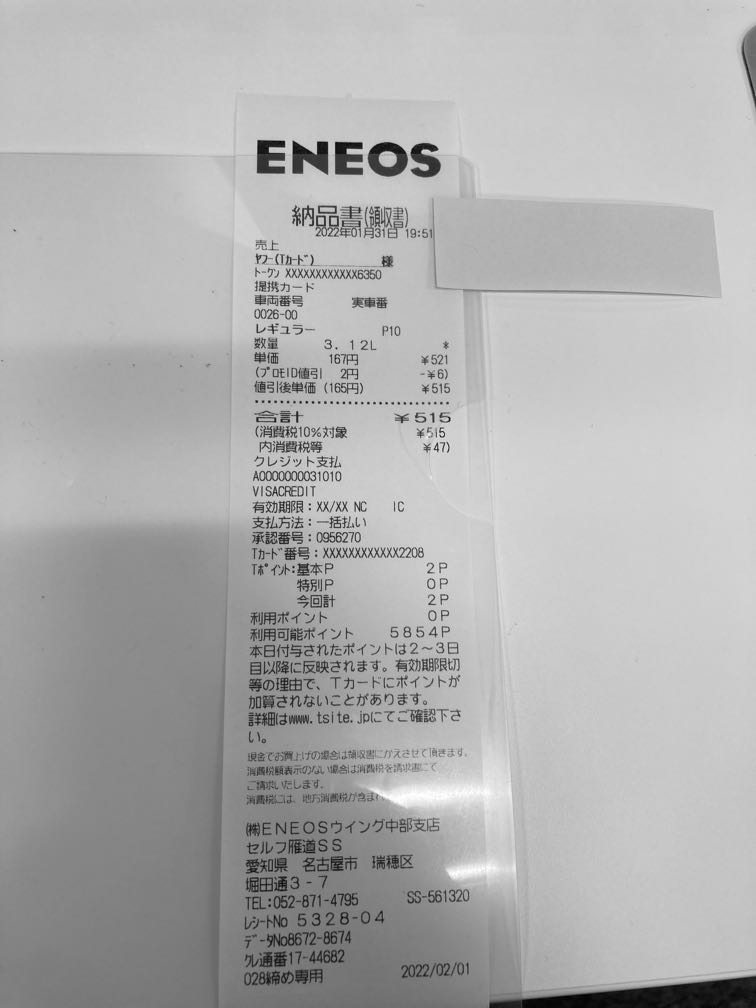 ENEOS
納品書(領収書)
2022年01月31日 19:51
売上
ﾔﾌｰ(Tｶｰﾄﾞ) 様
ﾄｰｸﾝ XXXXXXXXXXXX6350
提携カード
車両番号 実車番
0026-00
レギュラー P10
数量 3.12L *
単価 167円 ¥521
(ﾌﾟﾛﾓID値引 2円 -¥6)
値引後単価 (165円) ¥515
合計 ¥515
(消費税10%対象 ¥515
内消費税等 ¥47)
クレジット支払
A0000000031010
VISACREDIT
有効期限：XX/XX NC IC
支払方法：一括払い
承認番号：0956270
Tｶｰﾄﾞ番号：XXXXXXXXXXXX2208
Tﾎﾟｲﾝﾄ:基本P 2P
特別P 0P
今回計 2P
利用ポイント 0P
利用可能ポイント 5854P
本日付与されたポイントは２～３日
目以降に反映されます。有効期限切
等の理由で、Ｔカードにポイントが
加算されないことがあります。
詳細はwww.tsite.jpにてご確認下さ
い。
現金でお買上げの場合は領収書にかえさせて頂きます。
消費税額表示のない場合は消費税を請求書にて
ご請求いたします。
消費税には、地方消費税が含まれ
㈱ＥＮＥＯＳウイング中部支店
セルフ雁道ＳＳ
愛知県 名古屋市 瑞穂区
堀田通３－７
TEL:052-871-4795 SS-561320
ﾚｼｰﾄNo 5328-04
ﾃﾞｰﾀNo8672-8674
ｸﾚ通番17-44682
028締め専用 2022/02/01